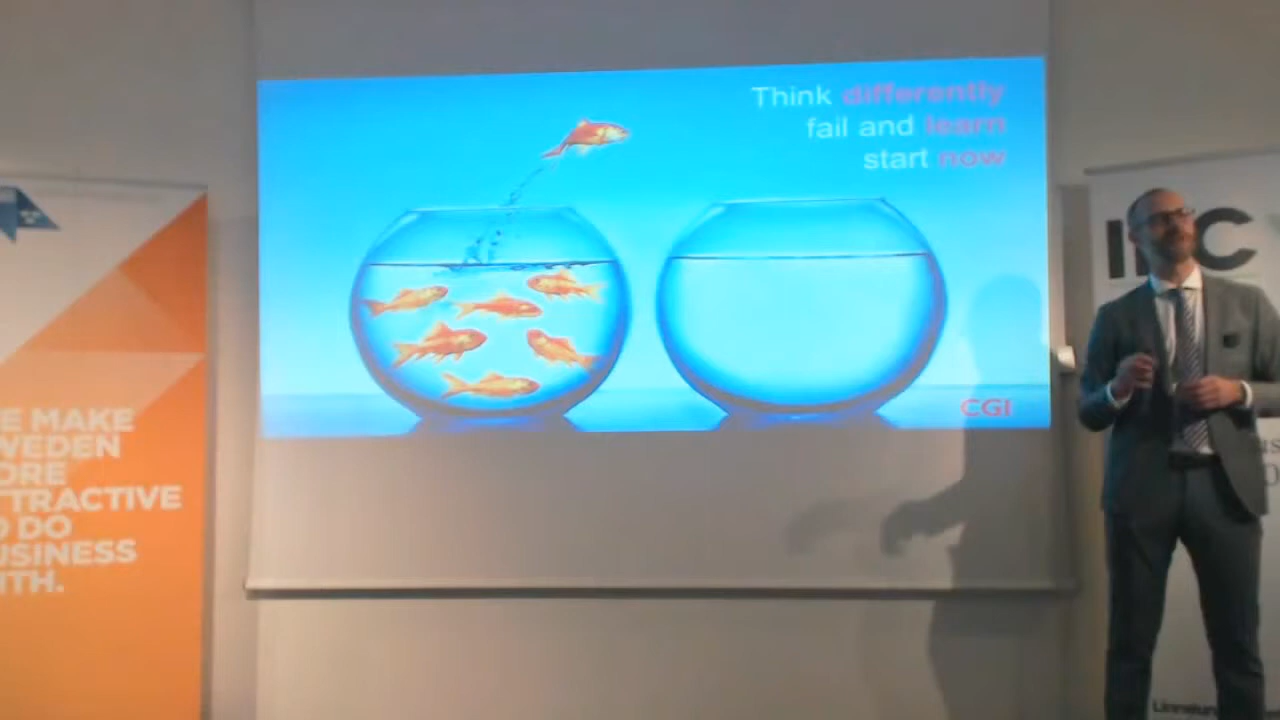 Think differently
fail and learn
start now
CGI
E MAKE
WEDEN
ORE
TTRACTIVE
O DO
USINESS
ITH.
C